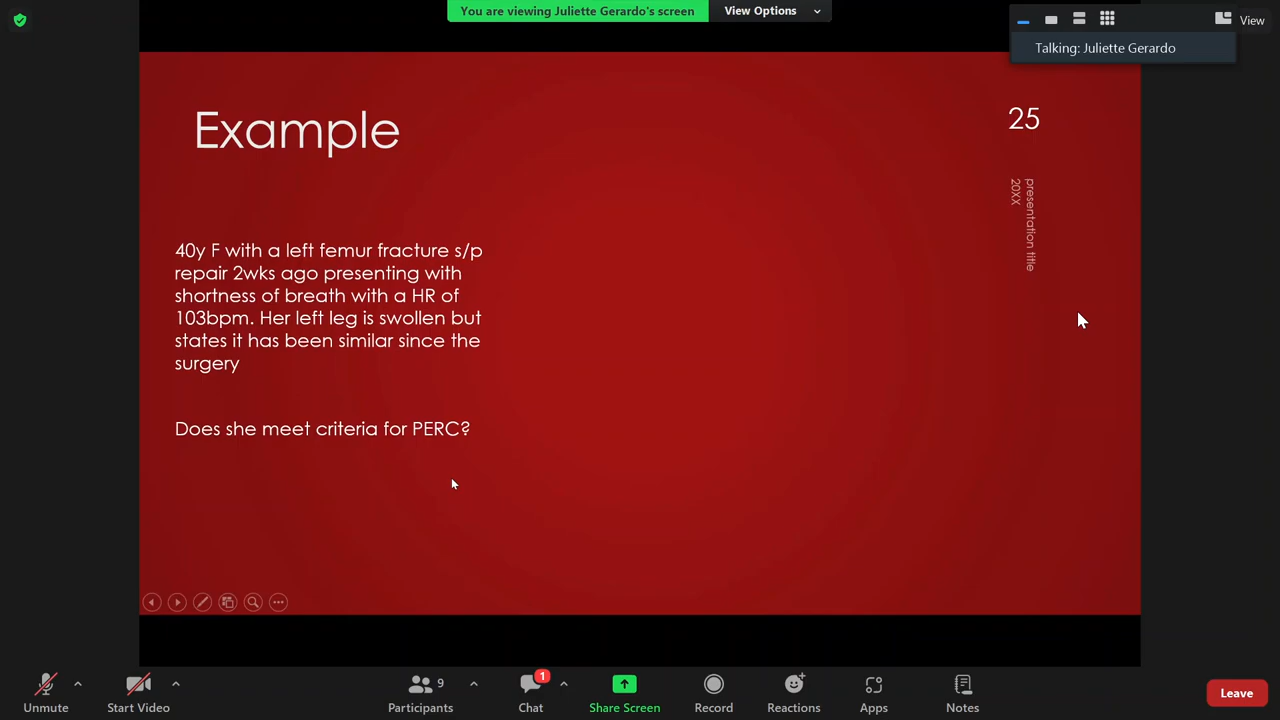 You are viewing Juliette Gerardo's screen
View Options
View
Talking: Juliette Gerardo
Example
25
presentation title
20XX
40y F with a left femur fracture s/p
repair 2wks ago presenting with
shortness of breath with a HR of
103bpm. Her left leg is swollen but
states it has been similar since the
surgery
Does she meet criteria for PERC?
Unmute
Start Video
Participants
9
Chat
1
Share Screen
Record
Reactions
Apps
Notes
Leave